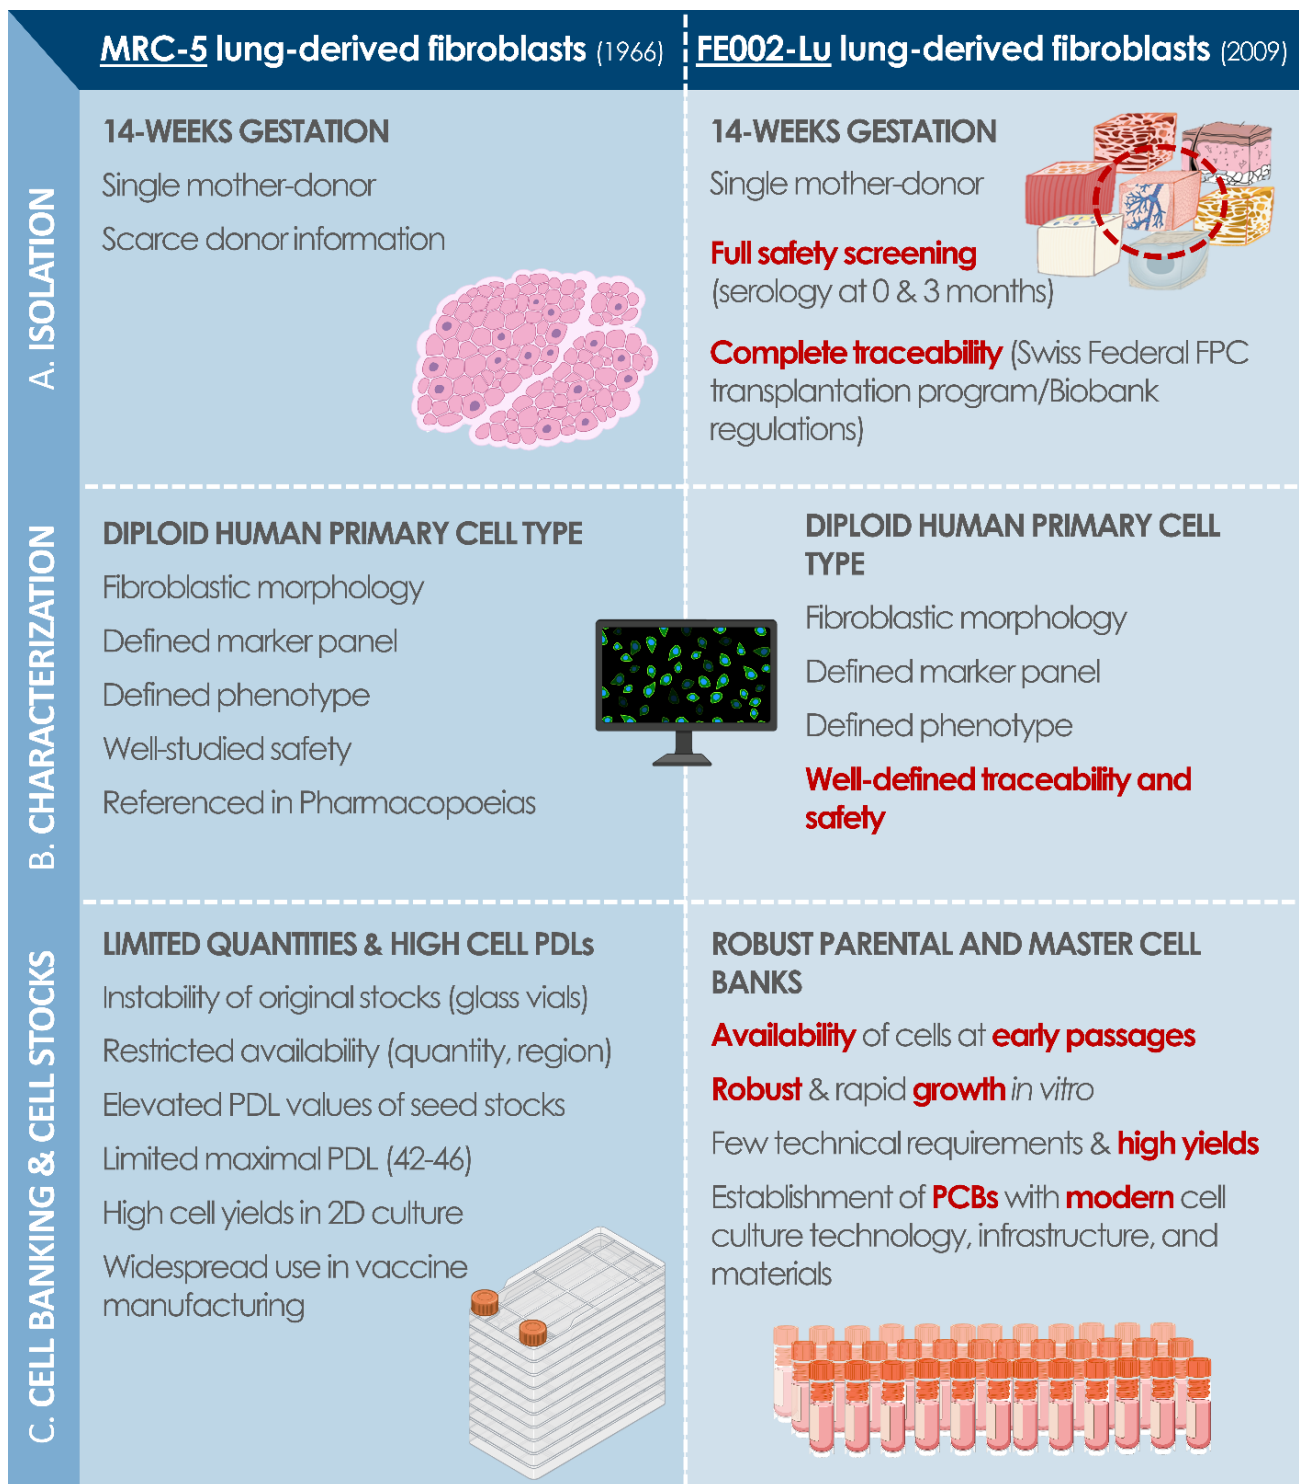 MRC-5 lung-derived fibroblasts (1966)
FE002-Lu lung-derived fibroblasts (2009)
A. ISOLATION
14-WEEKS GESTATION
Single mother-donor
Scarce donor information
14-WEEKS GESTATION
Single mother-donor
Full safety screening
(serology at 0 & 3 months)
Complete traceability (Swiss Federal FPC
transplantation program/Biobank
regulations)
B. CHARACTERIZATION
DIPLOID HUMAN PRIMARY CELL TYPE
Fibroblastic morphology
Defined marker panel
Defined phenotype
Well-studied safety
Referenced in Pharmacopoeias
DIPLOID HUMAN PRIMARY CELL
TYPE
Fibroblastic morphology
Defined marker panel
Defined phenotype
Well-defined traceability and
safety
C. CELL BANKING & CELL STOCKS
LIMITED QUANTITIES & HIGH CELL PDLs
Instability of original stocks (glass vials)
Restricted availability (quantity, region)
Elevated PDL values of seed stocks
Limited maximal PDL (42-46)
High cell yields in 2D culture
Widespread use in vaccine
manufacturing
ROBUST PARENTAL AND MASTER CELL
BANKS
Availability of cells at early passages
Robust & rapid growth in vitro
Few technical requirements & high yields
Establishment of PCBs with modern cell
culture technology, infrastructure, and
materials